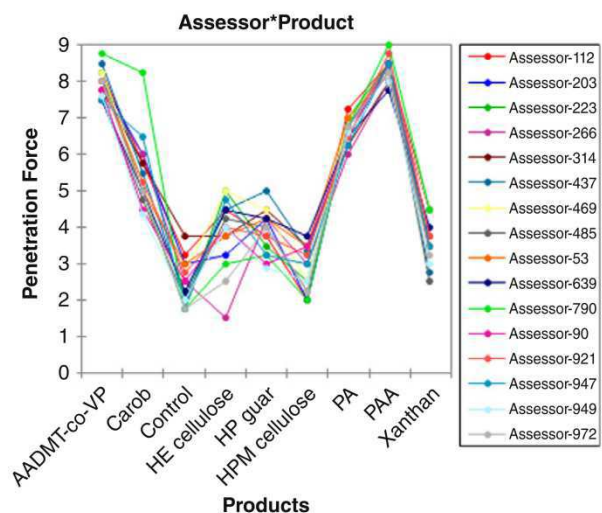 Assessor*Product
Penetration Force
9
8
7
6
5
4
3
2
1
0
AADMT-co-VP
Carob
Control
HE cellulose
HP guar
HPM cellulose
PA
PAA
Xanthan
Products
Assessor-112
Assessor-203
Assessor-223
Assessor-266
Assessor-314
Assessor-437
Assessor-469
Assessor-485
Assessor-53
Assessor-639
Assessor-790
Assessor-90
Assessor-921
Assessor-947
Assessor-949
Assessor-972